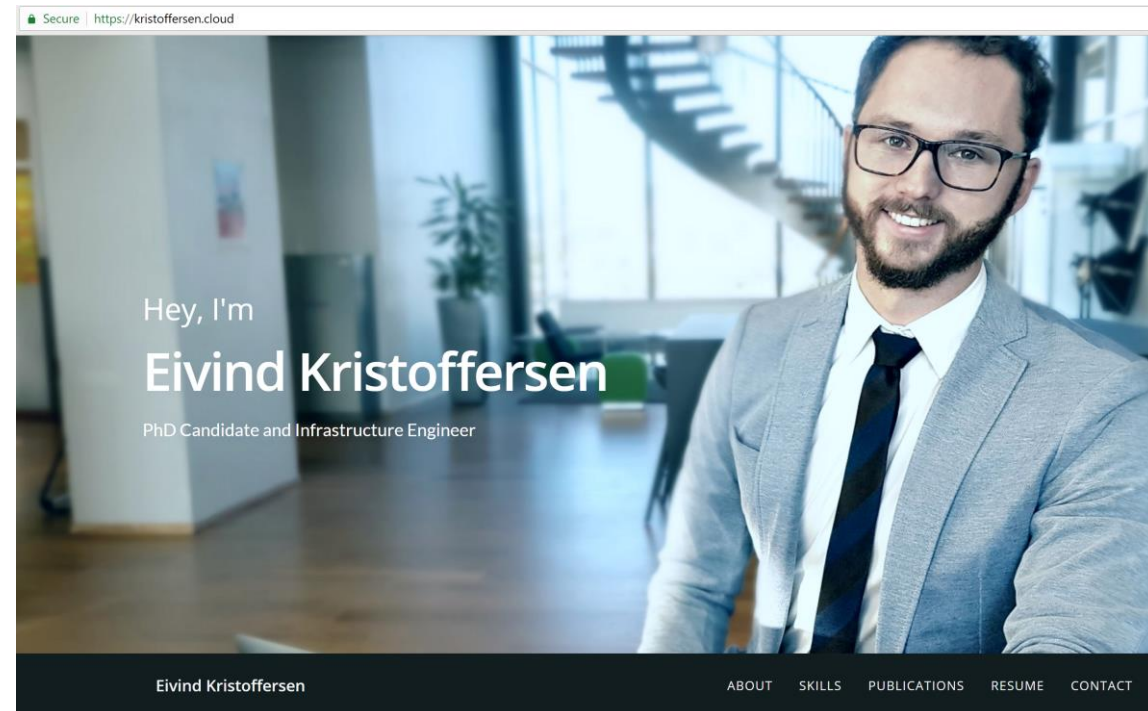 Secure | https://kristoffersen.cloud
Hey, I'm
Eivind Kristoffersen
PhD Candidate and Infrastructure Engineer
Eivind Kristoffersen ABOUT SKILLS PUBLICATIONS RESUME CONTACT